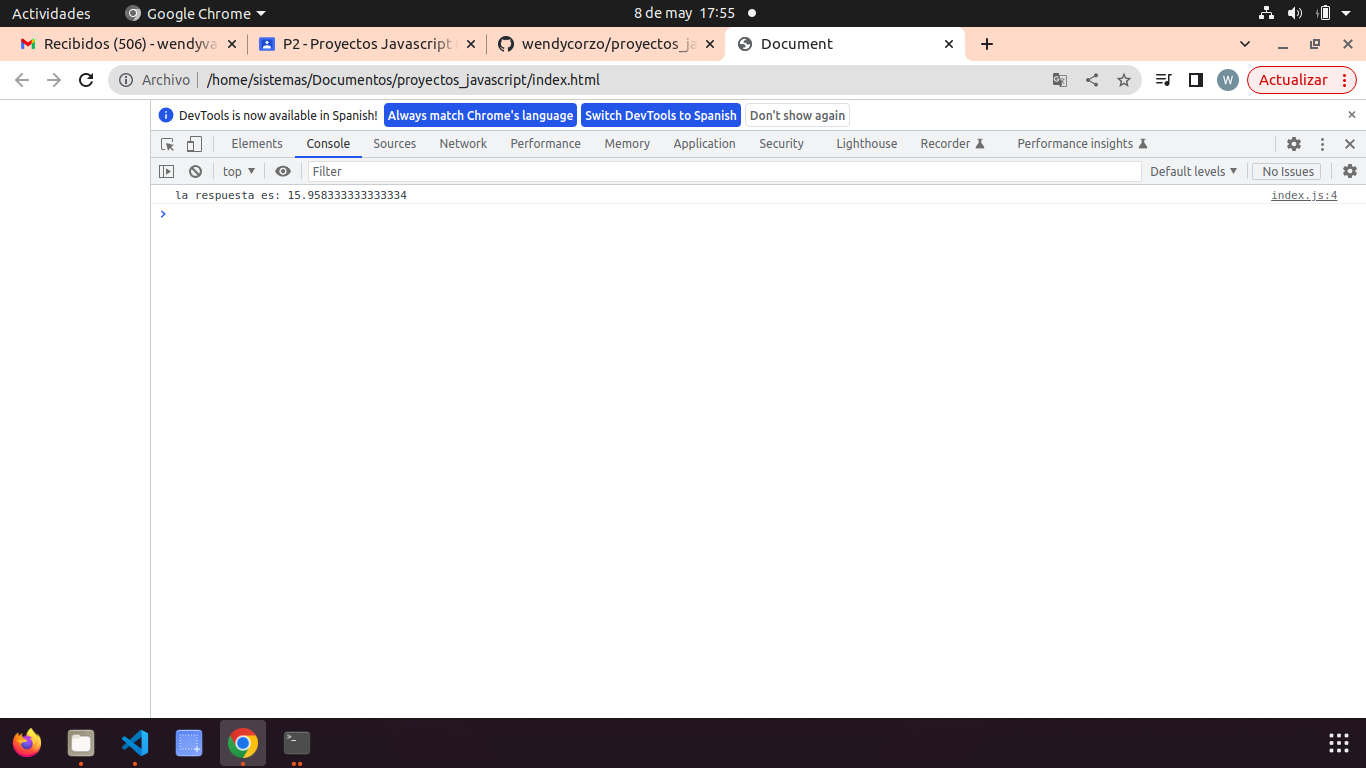 Actividades Google Chrome 8 de may 17:55
Recibidos (506) - wendyva P2 - Proyectos Javascript wendycorzo/proyectos_ja Document
Archivo /home/sistemas/Documentos/proyectos_javascript/index.html W Actualizar
DevTools is now available in Spanish! Always match Chrome's language Switch DevTools to Spanish Don't show again
Elements Console Sources Network Performance Memory Application Security Lighthouse Recorder Performance insights
top Filter Default levels No Issues
la respuesta es: 15.958333333333334 index.js:4